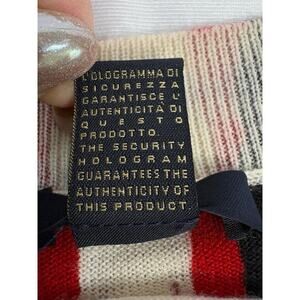 L'OLOGRAMMA DI
SICUREZZA
GARANTISCE L'
AUTENTICITÀ DI
QUESTO
PRODOTTO.
THE SECURITY
HOLOGRAM
GUARANTEES THE
AUTHENTICITY OF
THIS PRODUCT.